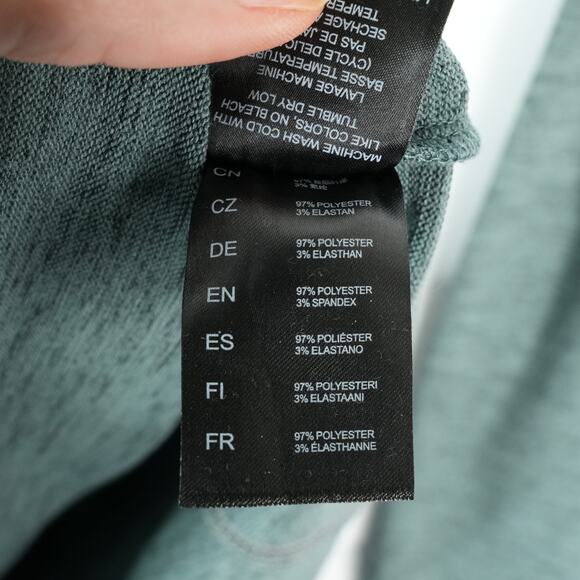 MACHINE WASH COLD WITH
LIKE COLORS, NO BLEACH
TUMBLE DRY LOW
LAVAGE MACHINE
BASSE TEMPERATURE
(CYCLE DELICAT
PAS DE
SECHAGE
CN
CZ
97% POLYESTER
3% ELASTAN
DE
97% POLYESTER
3% ELASTHAN
EN
97% POLYESTER
3% SPANDEX
ES
97% POLIÉSTER
3% ELASTANO
FI
97% POLYESTERI
3% ELASTAANI
FR
97% POLYESTER
3% ÉLASTHANNE